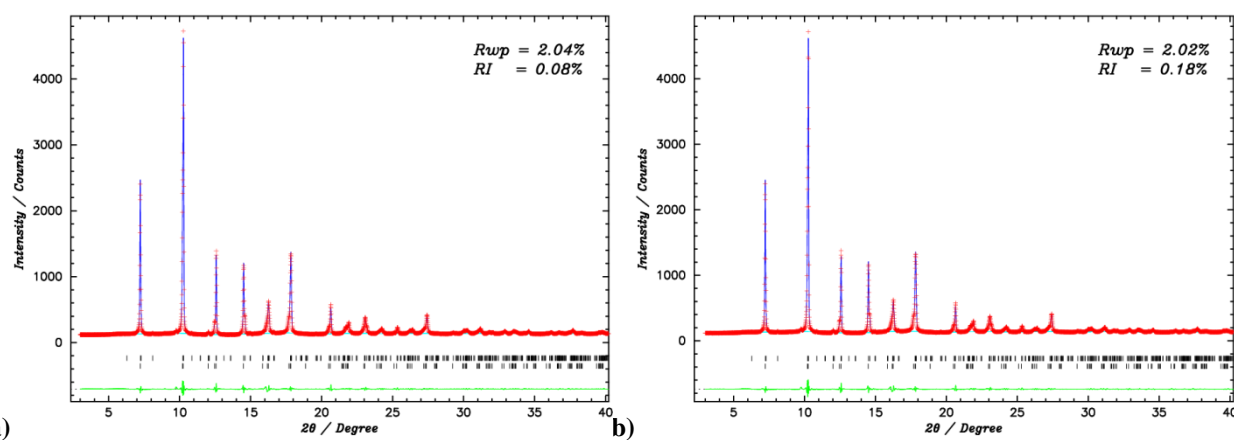 Rwp = 2.04%
RI = 0.08%
Intensity / Counts
4000
3000
2000
1000
0
5 10 15 20 25 30 35 40
2θ / Degree
Rwp = 2.02%
RI = 0.18%
Intensity / Counts
4000
3000
2000
1000
0
5 10 15 20 25 30 35 40
2θ / Degree
b)